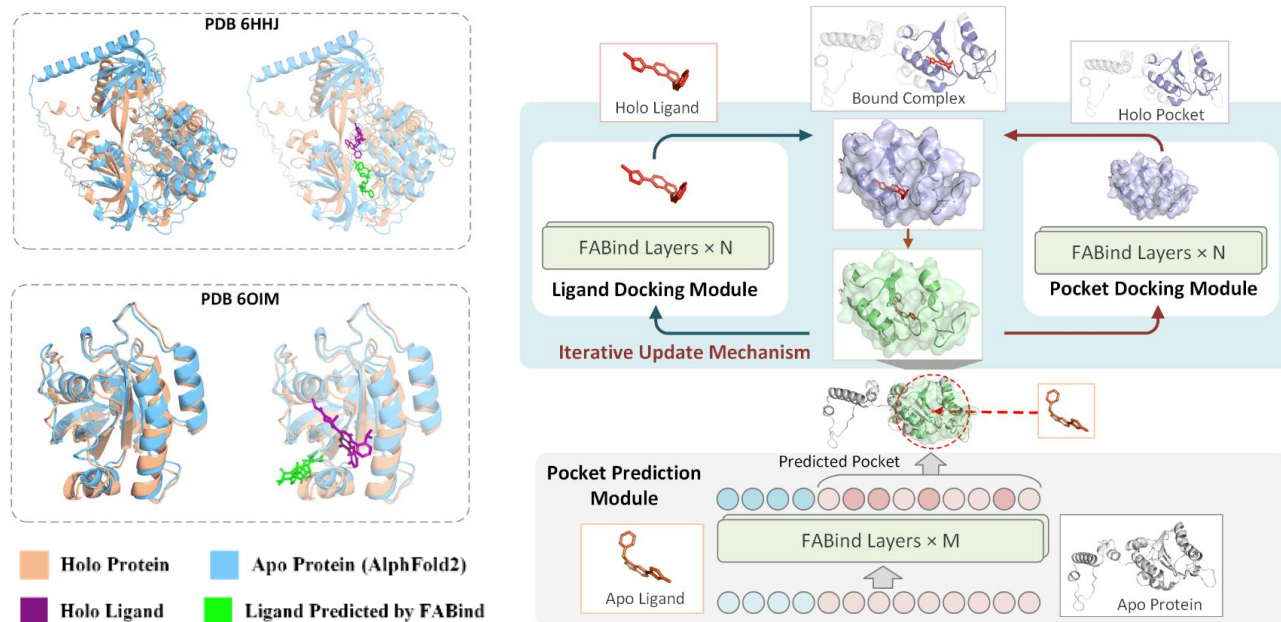 PDB 6HHJ
PDB 6OIM
Holo Protein
Apo Protein (AlphFold2)
Holo Ligand
Ligand Predicted by FABind
Holo Ligand
Bound Complex
Holo Pocket
FABind Layers × N
Ligand Docking Module
FABind Layers × N
Pocket Docking Module
Iterative Update Mechanism
Predicted Pocket
Pocket Prediction
Module
FABind Layers × M
Apo Ligand
Apo Protein